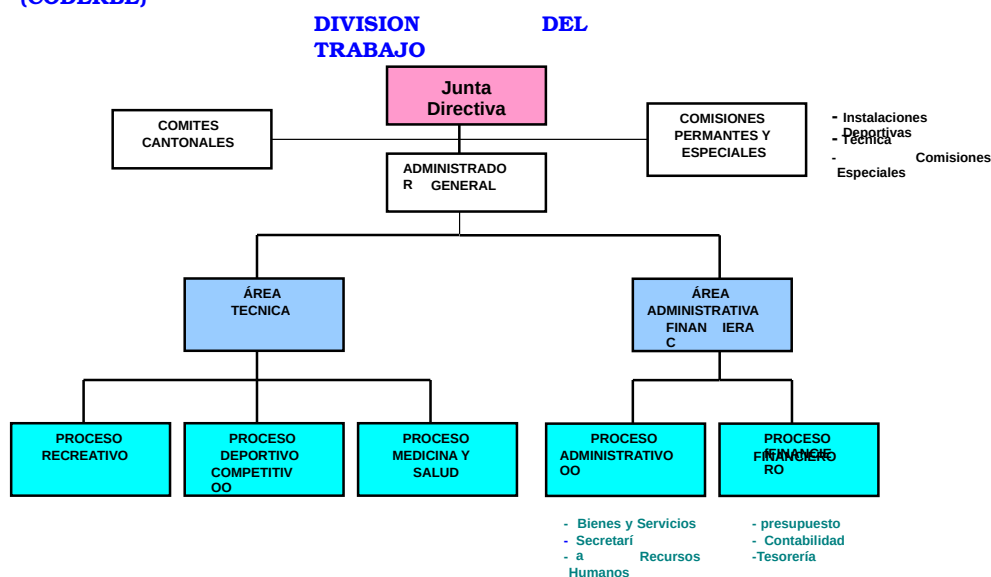 DIVISION DEL
TRABAJO
Junta
Directiva
COMITES
CANTONALES
COMISIONES
PERMANTES Y
ESPECIALES
- Instalaciones
Deportivas
- Técnica
- Comisiones
Especiales
ADMINISTRADO
R GENERAL
ÁREA
TECNICA
ÁREA
ADMINISTRATIVA
FINAN IERA
C
PROCESO
RECREATIVO
PROCESO
DEPORTIVO
COMPETITIV
OO
PROCESO
MEDICINA Y
SALUD
PROCESO
ADMINISTRATIVO
OO
PROCESO
FINANCIERO
RO
- Bienes y Servicios
- Secretarí
- a Recursos
Humanos
- presupuesto
- Contabilidad
-Tesorería